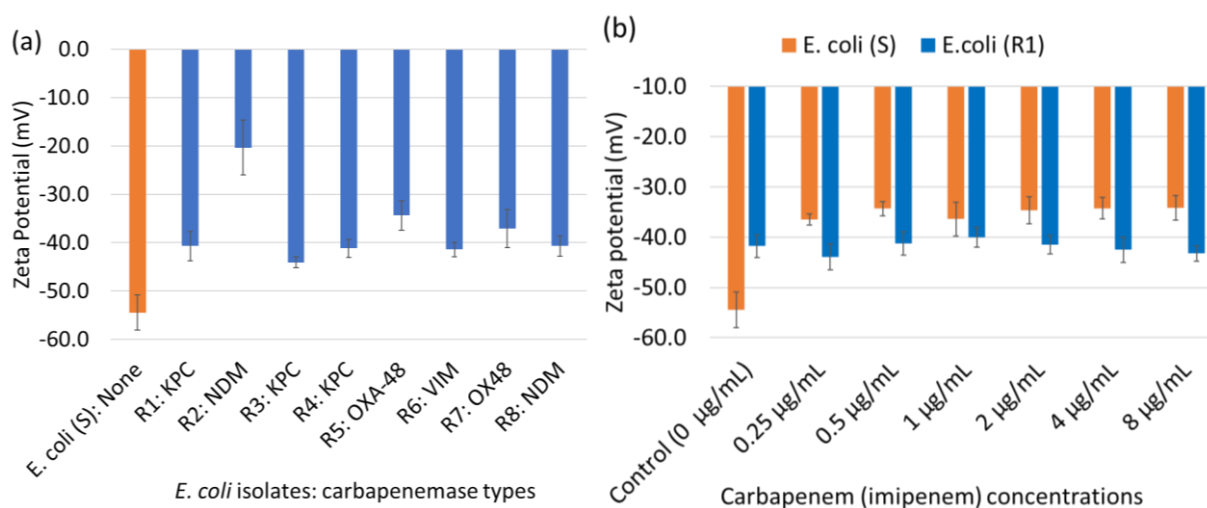 (a)
0.0
-10.0
-20.0
-30.0
-40.0
-50.0
-60.0
Zeta Potential (mV)
E. coli (S): None
R1: KPC
R2: NDM
R3: KPC
R4: KPC
R5: OXA-48
R6: VIM
R7: OX48
R8: NDM
E. coli isolates: carbapenemase types
(b)
E. coli (S)
E.coli (R1)
-10.0
-20.0
-30.0
-40.0
-50.0
-60.0
Zeta potential (mV)
Control (0 µg/mL)
0.25 µg/mL
0.5 µg/mL
1 µg/mL
2 µg/mL
4 µg/mL
8 µg/mL
Carbapenem (imipenem) concentrations